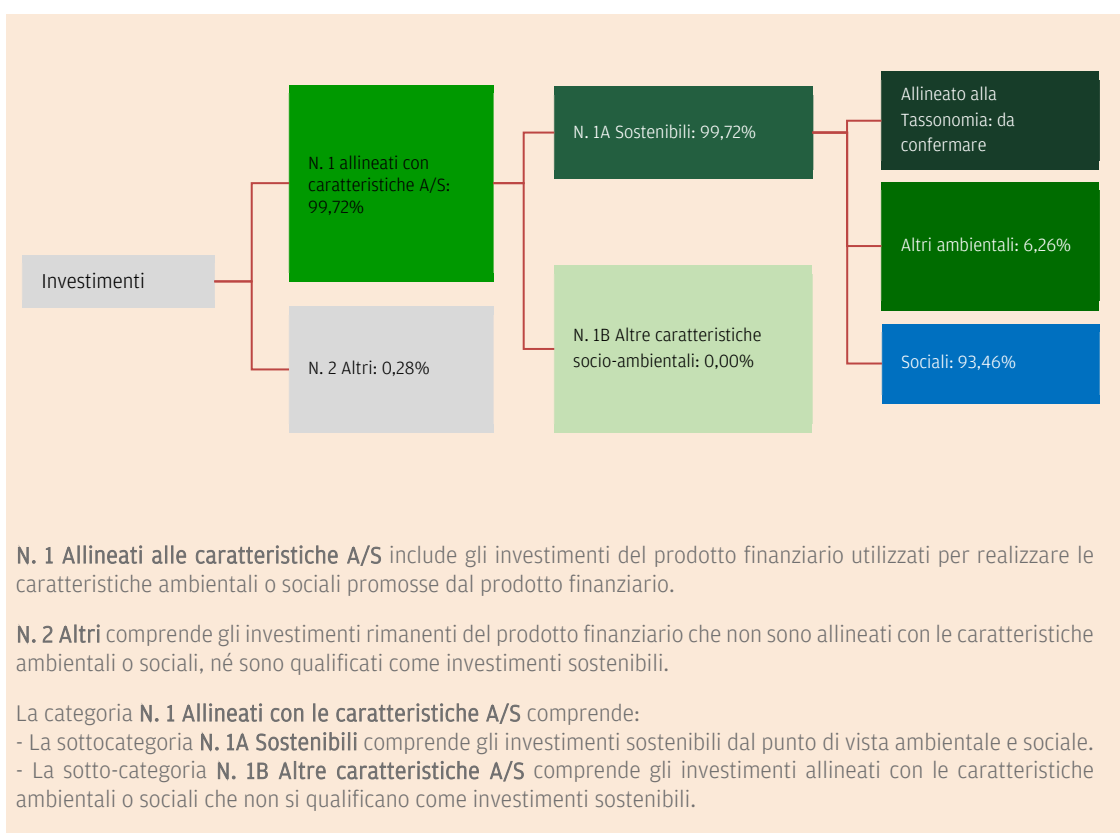 Investimenti
N. 1 allineati con
caratteristiche A/S:
99,72%
N. 2 Altri: 0,28%
N. 1A Sostenibili: 99,72%
N. 1B Altre caratteristiche
socio-ambientali: 0,00%
Allineato alla
Tassonomia: da
confermare
Altri ambientali: 6,26%
Sociali: 93,46%
N. 1 Allineati alle caratteristiche A/S include gli investimenti del prodotto finanziario utilizzati per realizzare le
caratteristiche ambientali o sociali promosse dal prodotto finanziario.
N. 2 Altri comprende gli investimenti rimanenti del prodotto finanziario che non sono allineati con le caratteristiche
ambientali o sociali, né sono qualificati come investimenti sostenibili.
La categoria N. 1 Allineati con le caratteristiche A/S comprende:
- La sottocategoria N. 1A Sostenibili comprende gli investimenti sostenibili dal punto di vista ambientale e sociale.
- La sotto-categoria N. 1B Altre caratteristiche A/S comprende gli investimenti allineati con le caratteristiche
ambientali o sociali che non si qualificano come investimenti sostenibili.